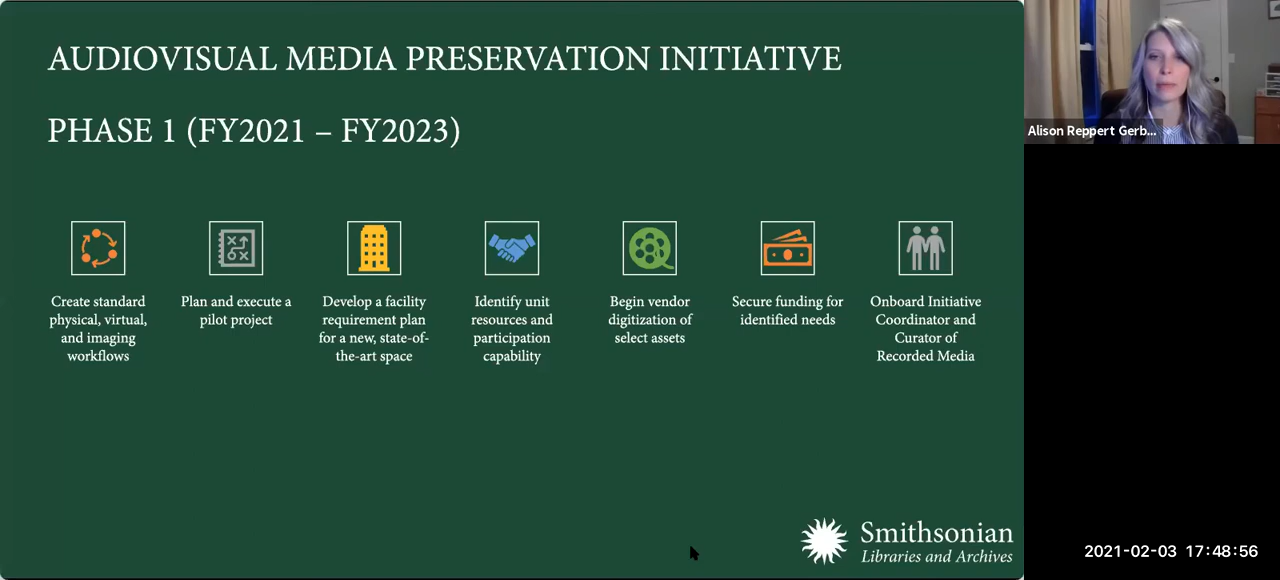 AUDIOVISUAL MEDIA PRESERVATION INITIATIVE
PHASE 1 (FY2021 – FY2023)
Create standard
physical, virtual,
and imaging
workflows
Plan and execute a
pilot project
Develop a facility
requirement plan
for a new, state-of-
the-art space
Identify unit
resources and
participation
capability
Begin vendor
digitization of
select assets
Secure funding for
identified needs
Onboard Initiative
Coordinator and
Curator of
Recorded Media
Smithsonian
Libraries and Archives
Alison Reppert Gerb...
2021-02-03 17:48:56